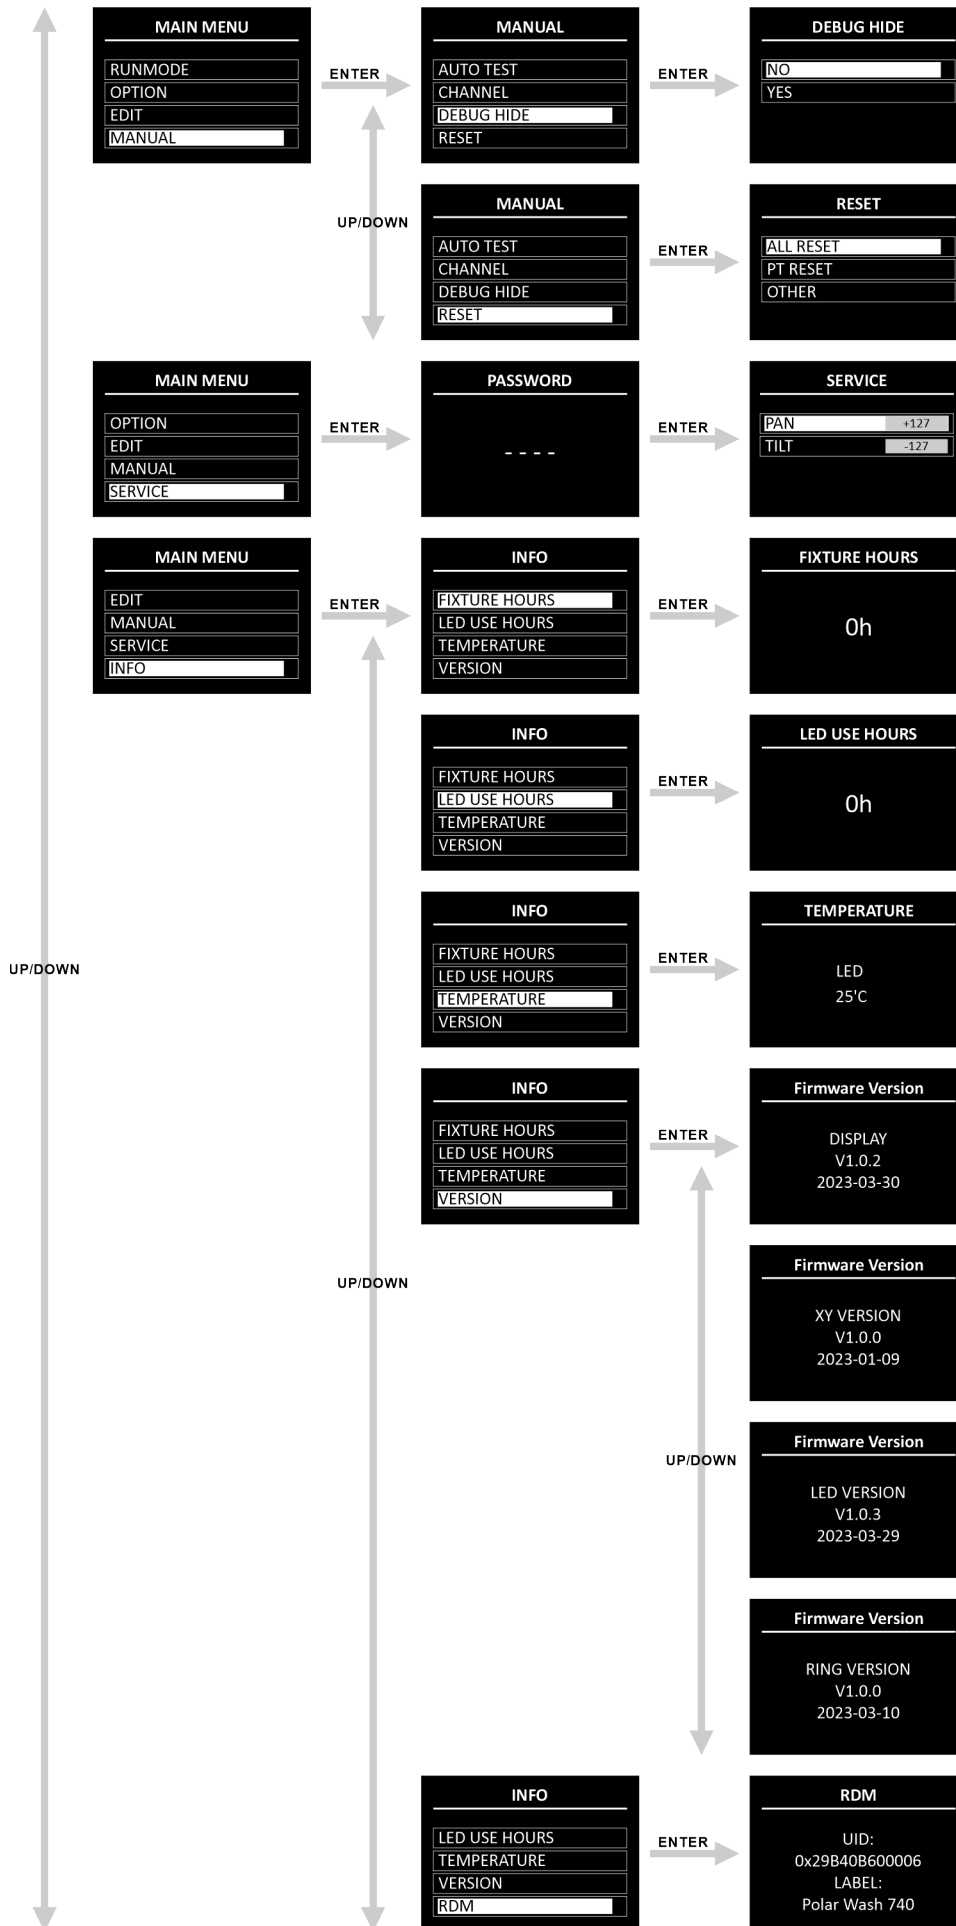 MAIN MENU
RUNMODE
OPTION
EDIT
MANUAL
ENTER
MANUAL
AUTO TEST
CHANNEL
DEBUG HIDE
RESET
ENTER
DEBUG HIDE
NO
YES
UP/DOWN
MANUAL
AUTO TEST
CHANNEL
DEBUG HIDE
RESET
ENTER
RESET
ALL RESET
PT RESET
OTHER
MAIN MENU
OPTION
EDIT
MANUAL
SERVICE
ENTER
PASSWORD
- - - -
ENTER
SERVICE
PAN +127
TILT -127
MAIN MENU
EDIT
MANUAL
SERVICE
INFO
ENTER
INFO
FIXTURE HOURS
LED USE HOURS
TEMPERATURE
VERSION
ENTER
FIXTURE HOURS
0h
INFO
FIXTURE HOURS
LED USE HOURS
TEMPERATURE
VERSION
ENTER
LED USE HOURS
0h
UP/DOWN
INFO
FIXTURE HOURS
LED USE HOURS
TEMPERATURE
VERSION
ENTER
TEMPERATURE
LED
25'C
INFO
FIXTURE HOURS
LED USE HOURS
TEMPERATURE
VERSION
ENTER
Firmware Version
DISPLAY
V1.0.2
2023-03-30
UP/DOWN
Firmware Version
XY VERSION
V1.0.0
2023-01-09
UP/DOWN
Firmware Version
LED VERSION
V1.0.3
2023-03-29
Firmware Version
RING VERSION
V1.0.0
2023-03-10
INFO
LED USE HOURS
TEMPERATURE
VERSION
RDM
ENTER
RDM
UID:
0x29B40B600006
LABEL:
Polar Wash 740